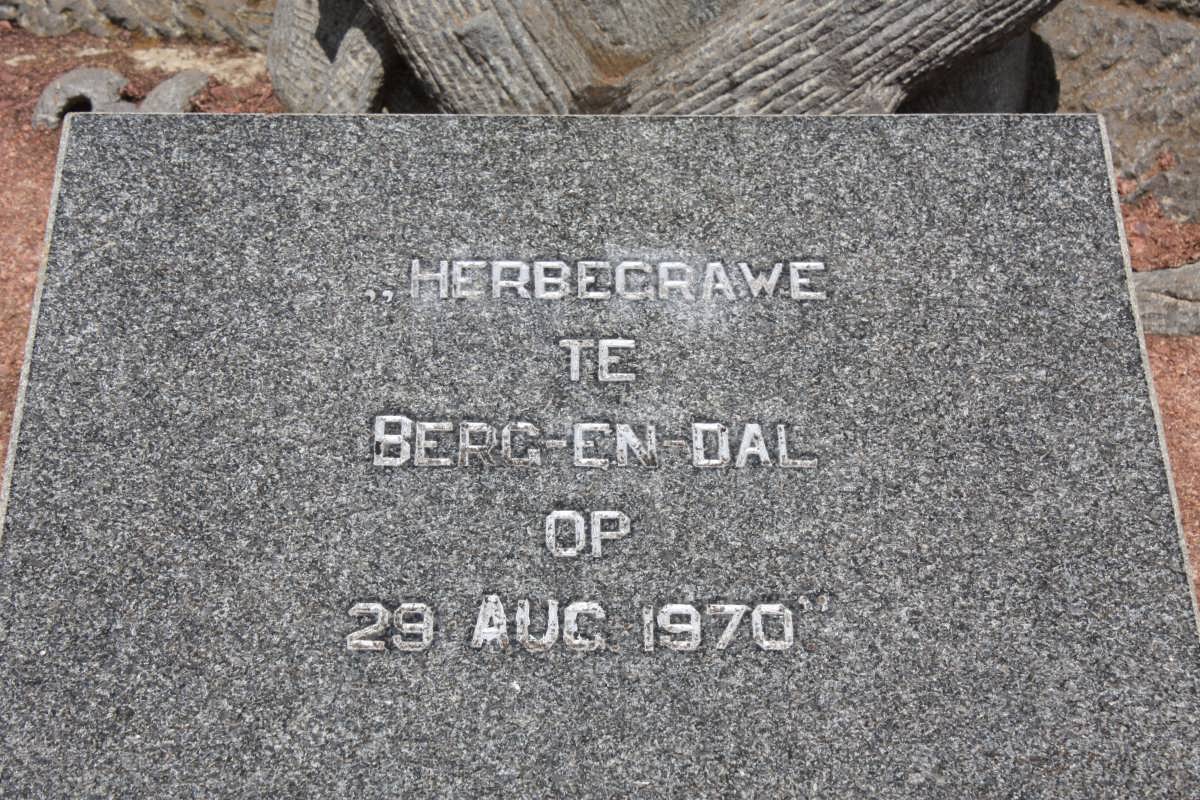 „HERBEGRAWE
TE
BERG-EN-DAL
OP
29 AUG. 1970”